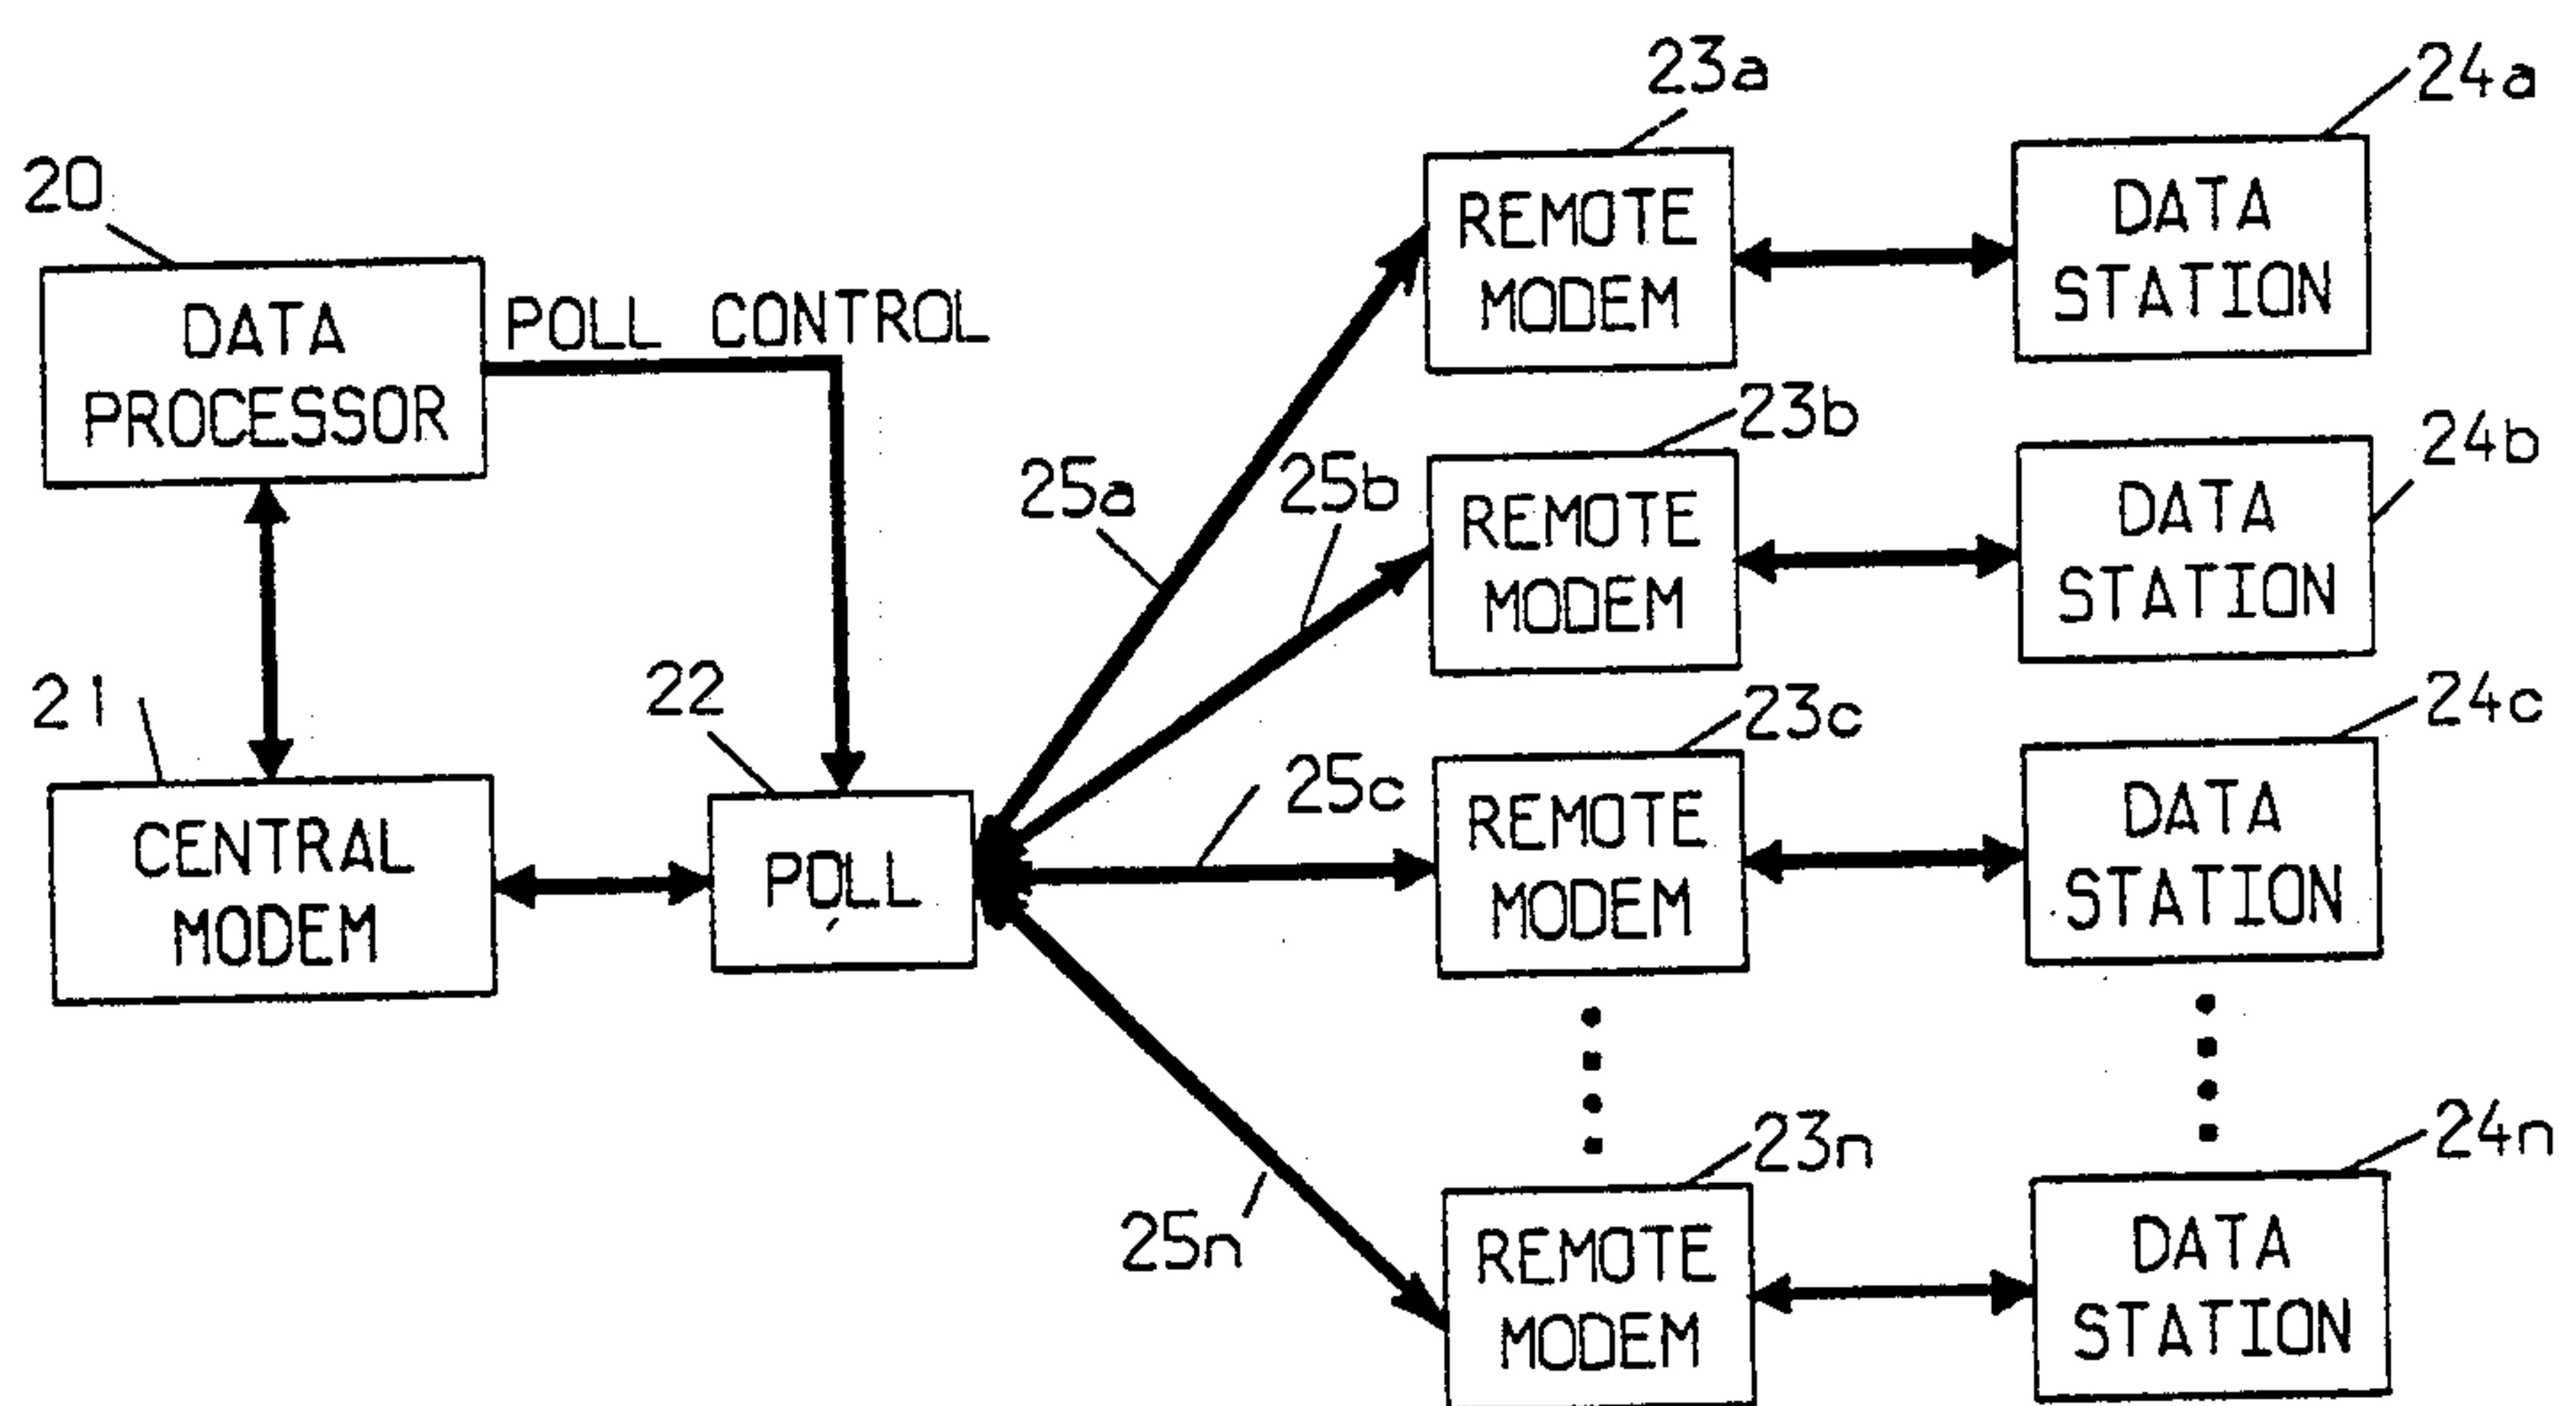 23a
24a
20
REMOTE
MODEM
DATA
STATION
DATA
PROCESSOR
POLL CONTROL
23b
24b
25a
25b
REMOTE
MODEM
DATA
STATION
21
22
23c
24c
25c
CENTRAL
MODEM
POLL
REMOTE
MODEM
DATA
STATION
23n
24n
25n
REMOTE
MODEM
DATA
STATION